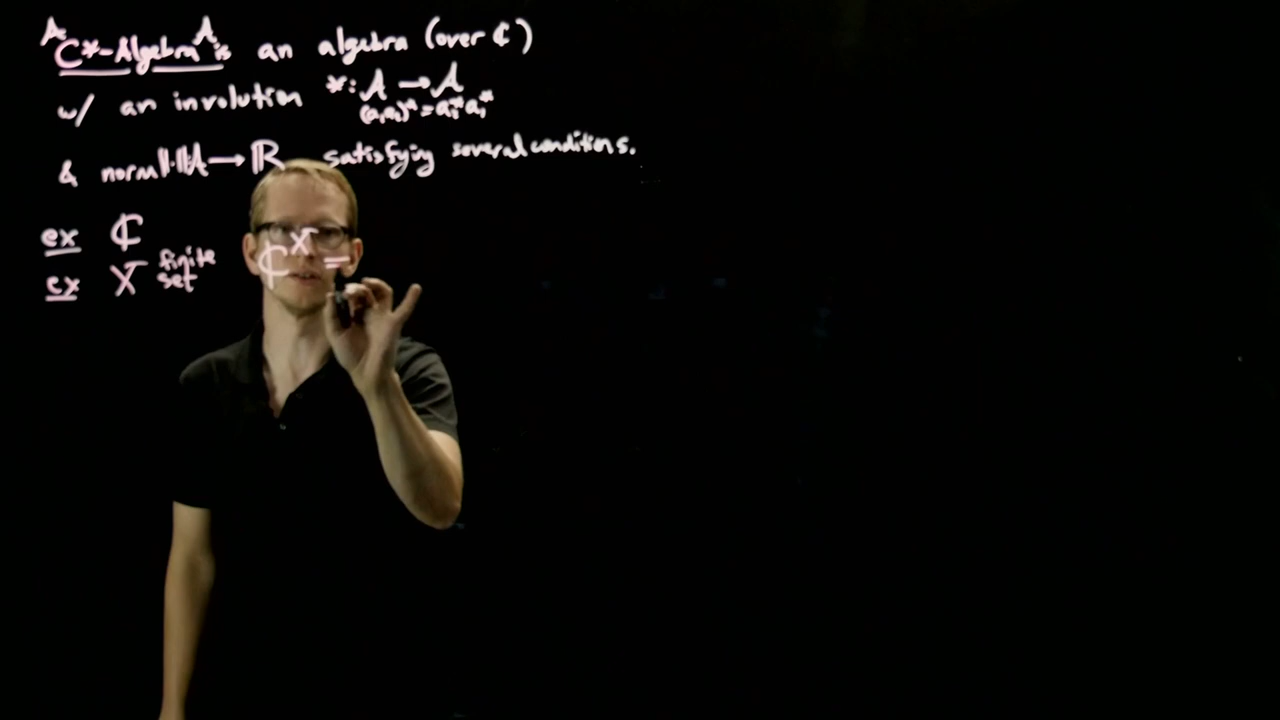 A C*-Algebra A is an algebra (over ℂ)
w/ an involution *: A → A
(a₁a₂)* = a₂* a₁*
& norm ‖·‖: A → ℝ satisfying several conditions.
ex ℂ
ex X finite set ℂ^X =